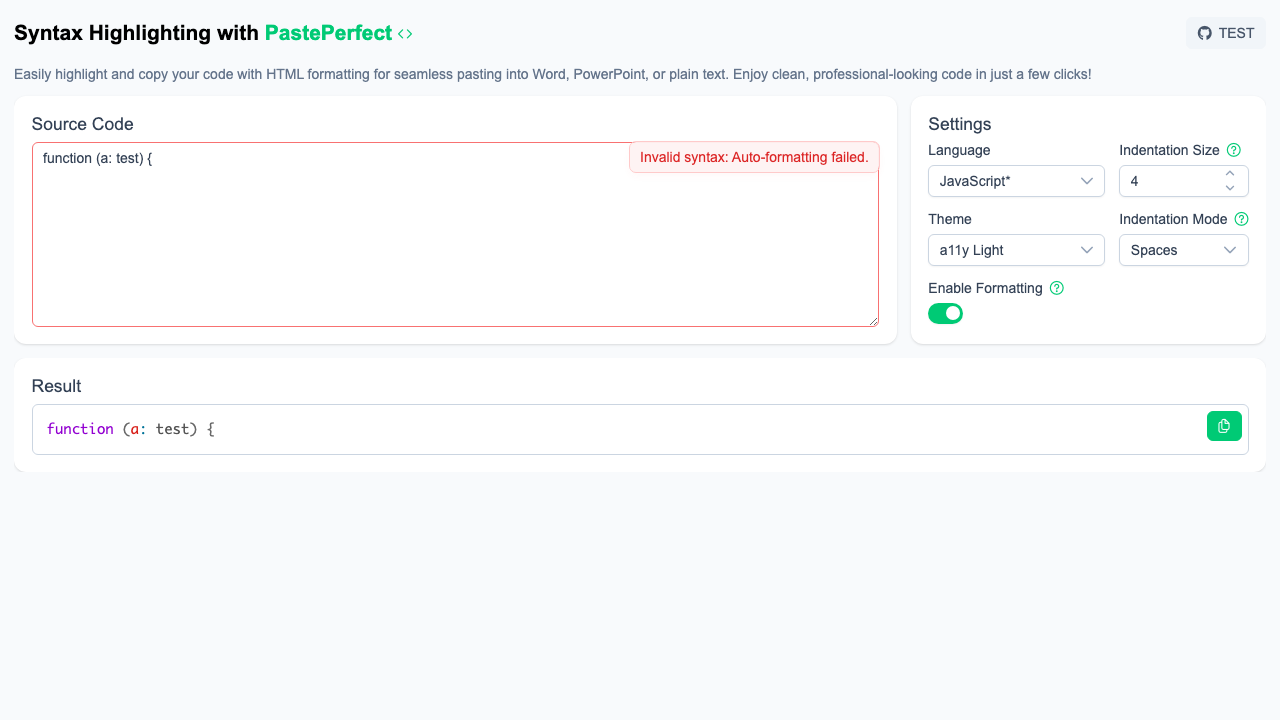 Syntax Highlighting with PastePerfect <>
TEST
Easily highlight and copy your code with HTML formatting for seamless pasting into Word, PowerPoint, or plain text. Enjoy clean, professional-looking code in just a few clicks!
Source Code
function (a: test) {
Invalid syntax: Auto-formatting failed.
Settings
Language
Indentation Size
JavaScript*
4
Theme
Indentation Mode
a11y Light
Spaces
Enable Formatting
Result
function (a: test) {